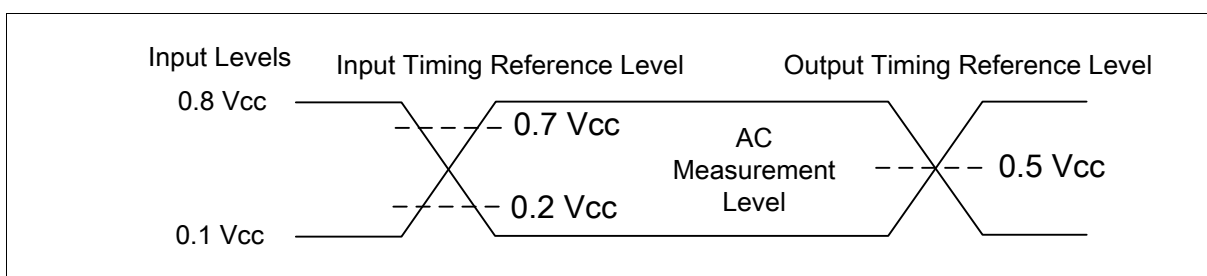 Input Levels
Input Timing Reference Level
Output Timing Reference Level
0.8 Vcc
0.7 Vcc
AC
Measurement
Level
0.5 Vcc
0.2 Vcc
0.1 Vcc